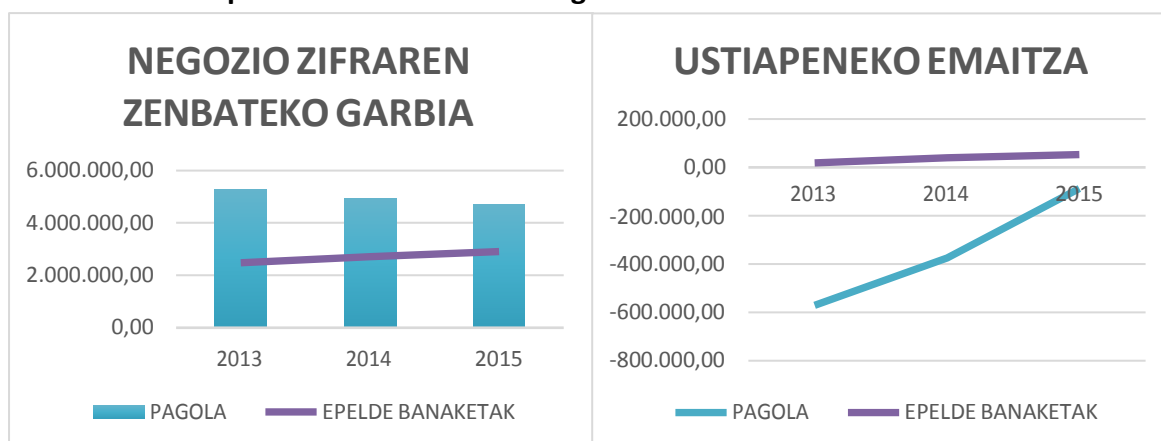 NEGOZIO ZIFRAREN
ZENBATEKO GARBIA
6.000.000,00
4.000.000,00
2.000.000,00
0,00
2013 2014 2015
PAGOLA EPELDE BANAKETAK
USTIAPENEKO EMAITZA
200.000,00
0,00
-200.000,00
-400.000,00
-600.000,00
-800.000,00
2013 2014 2015
PAGOLA EPELDE BANAKETAK